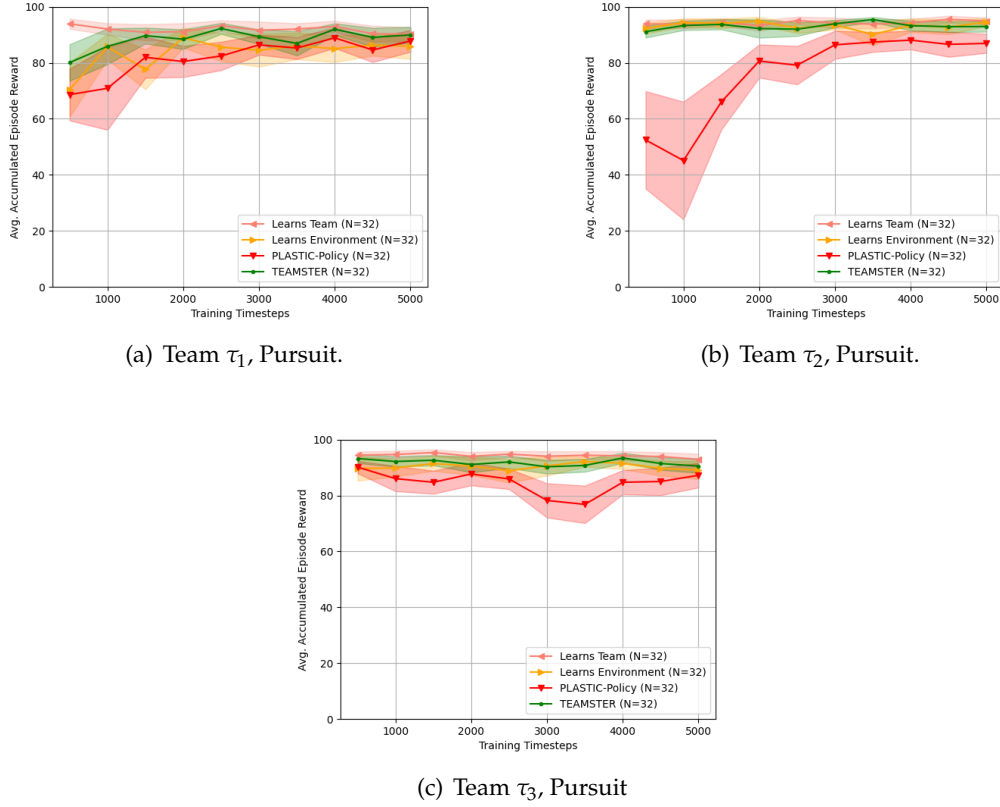 100
80
60
40
20
0
Avg. Accumulated Episode Reward
Learns Team (N=32)
Learns Environment (N=32)
PLASTIC-Policy (N=32)
TEAMSTER (N=32)
1000 2000 3000 4000 5000
Training Timesteps
(a) Team τ₁, Pursuit.
100
80
60
40
20
0
Avg. Accumulated Episode Reward
Learns Team (N=32)
Learns Environment (N=32)
PLASTIC-Policy (N=32)
TEAMSTER (N=32)
1000 2000 3000 4000 5000
Training Timesteps
(b) Team τ₂, Pursuit.
100
80
60
40
20
0
Avg. Accumulated Episode Reward
Learns Team (N=32)
Learns Environment (N=32)
PLASTIC-Policy (N=32)
TEAMSTER (N=32)
1000 2000 3000 4000 5000
Training Timesteps
(c) Team τ₃, Pursuit